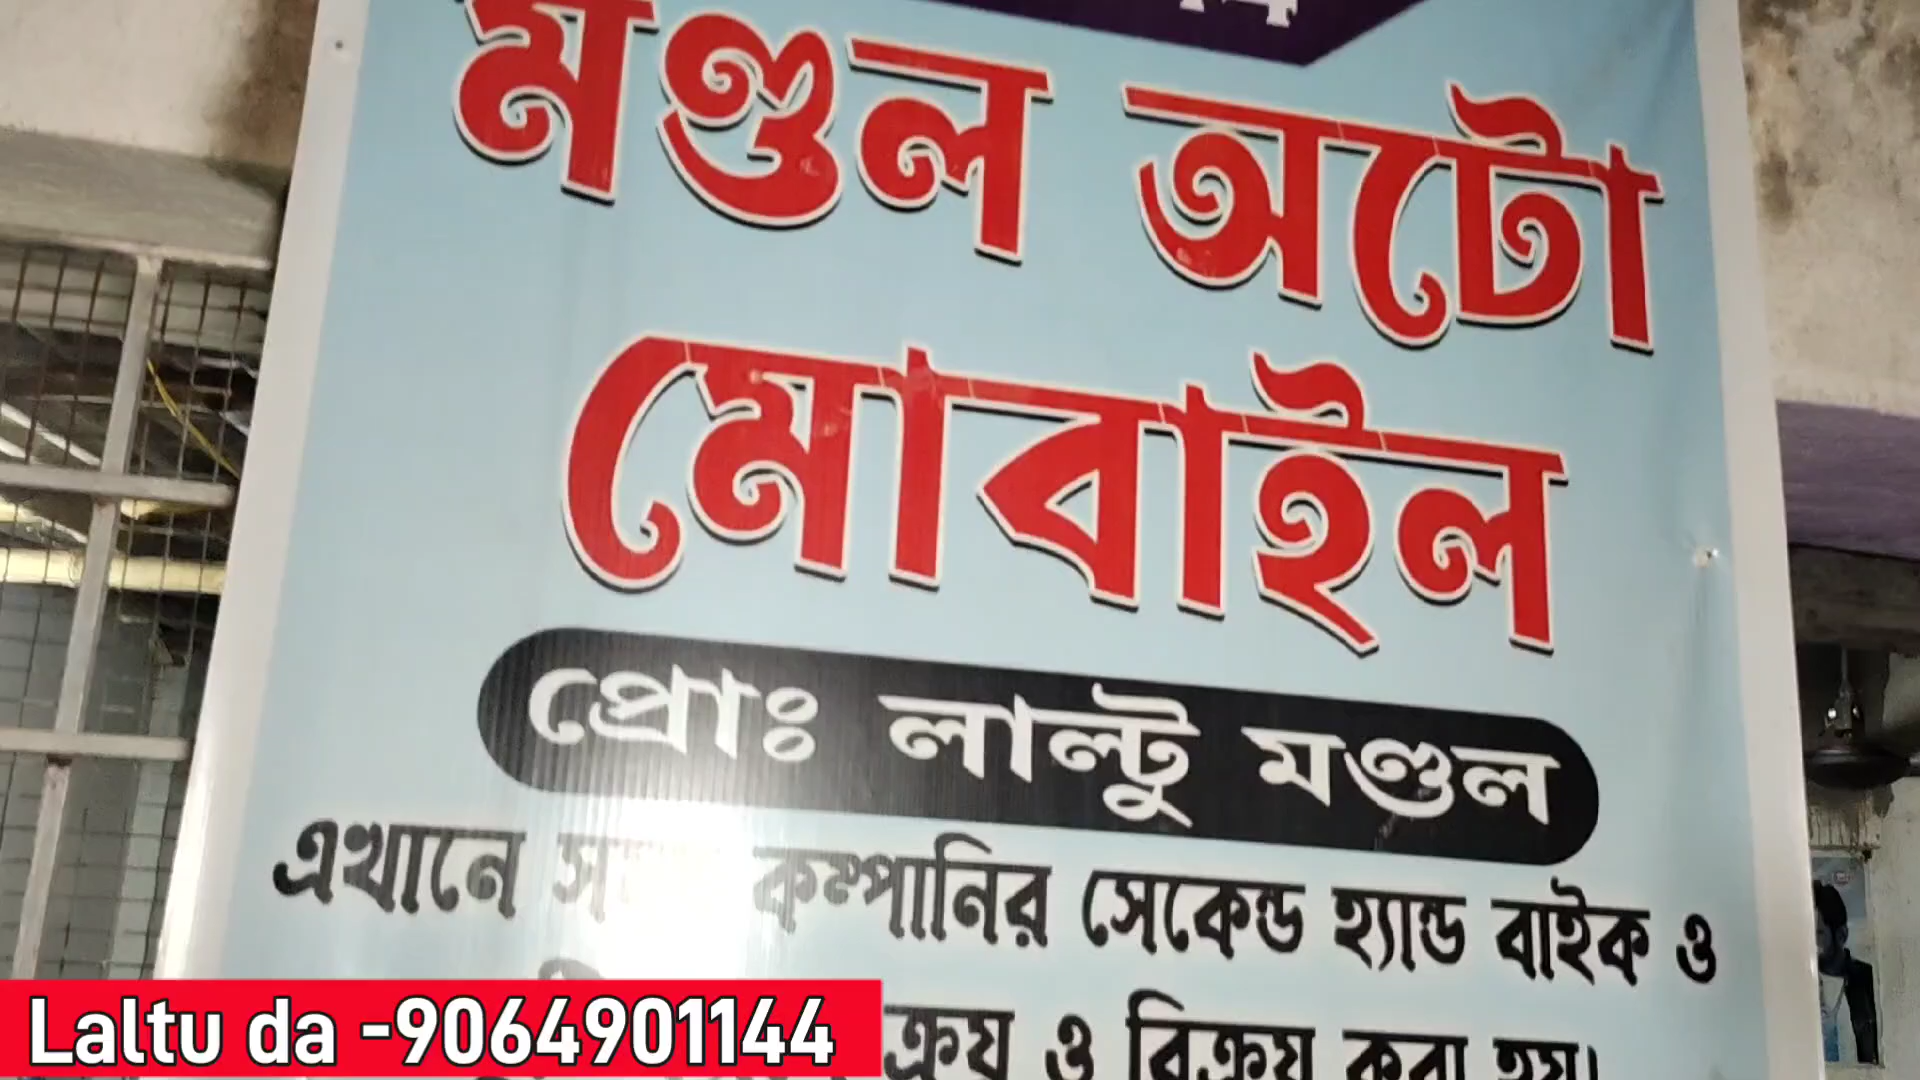 মণ্ডল অটো
মোবাইল
প্রোঃ লাল্টু মণ্ডল
এখানে কম্পানির সেকেন্ড হ্যান্ড বাইক ও
ক্রয় ও বিক্রয় করা হয়।
Laltu da -9064901144